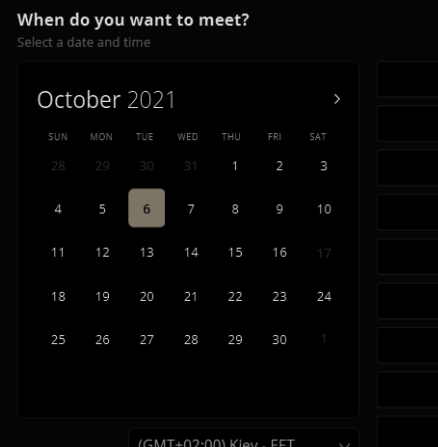 When do you want to meet?
Select a date and time
October 2021 >
SUN MON TUE WED THU FRI SAT
28 29 30 31 1 2 3
4 5 6 7 8 9 10
11 12 13 14 15 16 17
18 19 20 21 22 23 24
25 26 27 28 29 30 1
(GMT+02:00) Kiev - EET